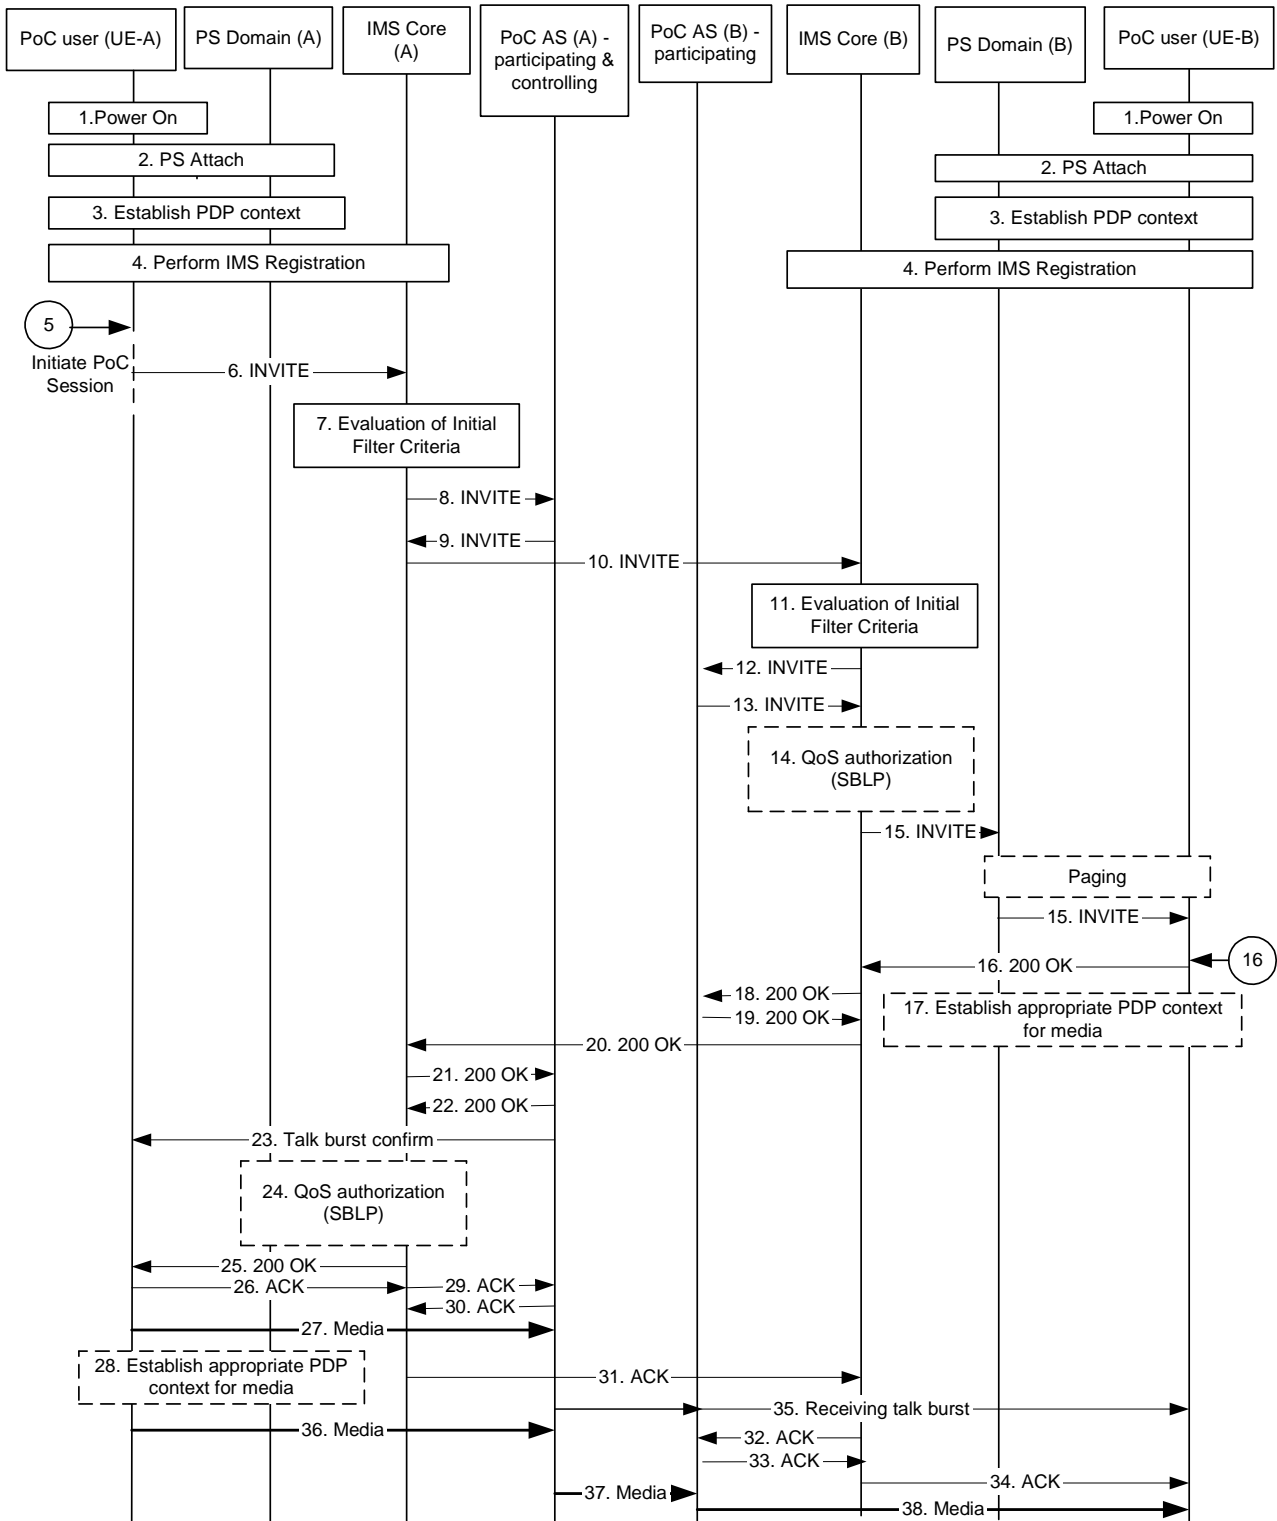 PoC user (UE-A)
PS Domain (A)
IMS Core
(A)
PoC AS (A) -
participating &
controlling
PoC AS (B) -
participating
IMS Core (B)
PS Domain (B)
PoC user (UE-B)
1.Power On
1.Power On
2. PS Attach
2. PS Attach
3. Establish PDP context
3. Establish PDP context
4. Perform IMS Registration
4. Perform IMS Registration
5
Initiate PoC
Session
6. INVITE
7. Evaluation of Initial
Filter Criteria
8. INVITE
9. INVITE
10. INVITE
11. Evaluation of Initial
Filter Criteria
12. INVITE
13. INVITE
14. QoS authorization
(SBLP)
15. INVITE
Paging
15. INVITE
16
16. 200 OK
18. 200 OK
17. Establish appropriate PDP context
for media
19. 200 OK
20. 200 OK
21. 200 OK
22. 200 OK
23. Talk burst confirm
24. QoS authorization
(SBLP)
25. 200 OK
26. ACK
29. ACK
30. ACK
27. Media
28. Establish appropriate PDP
context for media
31. ACK
35. Receiving talk burst
36. Media
32. ACK
33. ACK
34. ACK
37. Media
38. Media